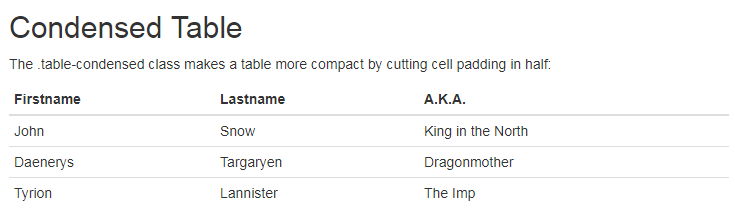 Condensed Table
The .table-condensed class makes a table more compact by cutting cell padding in half:
Firstname Lastname A.K.A.
John Snow King in the North
Daenerys Targaryen Dragonmother
Tyrion Lannister The Imp